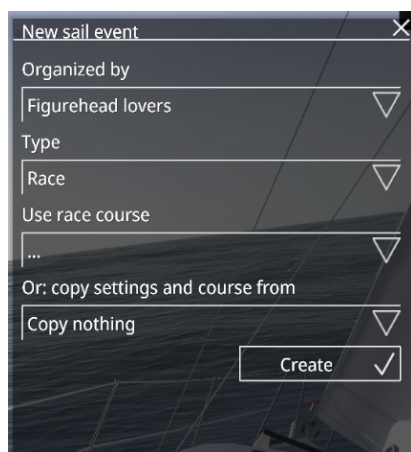 New sail event
Organized by
Figurehead lovers
Type
Race
Use race course
...
Or: copy settings and course from
Copy nothing
Create